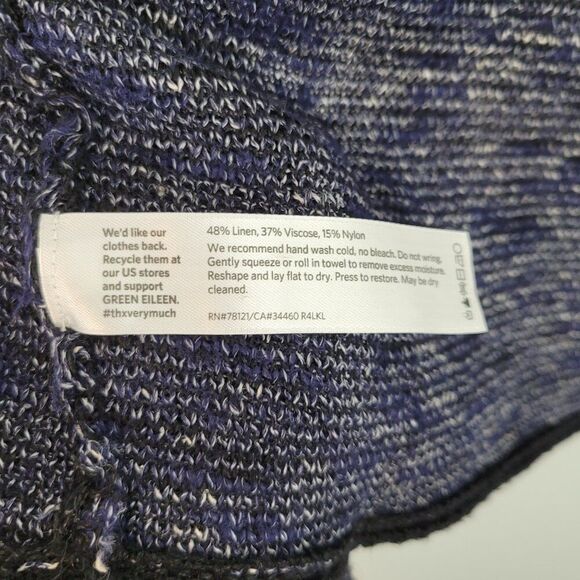 We'd like our
clothes back.
Recycle them at
our US stores
and support
GREEN EILEEN.
#thxverymuch
48% Linen, 37% Viscose, 15% Nylon
We recommend hand wash cold, no bleach. Do not wring.
Gently squeeze or roll in towel to remove excess moisture.
Reshape and lay flat to dry. Press to restore. May be dry
cleaned.
RN#78121/CA#34460 R4LKL